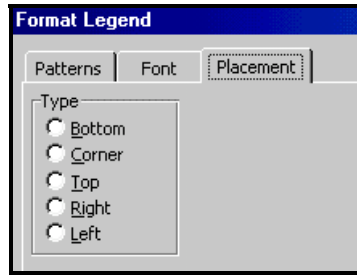 Format Legend
Patterns Font Placement
Type
Bottom
Corner
Top
Right
Left